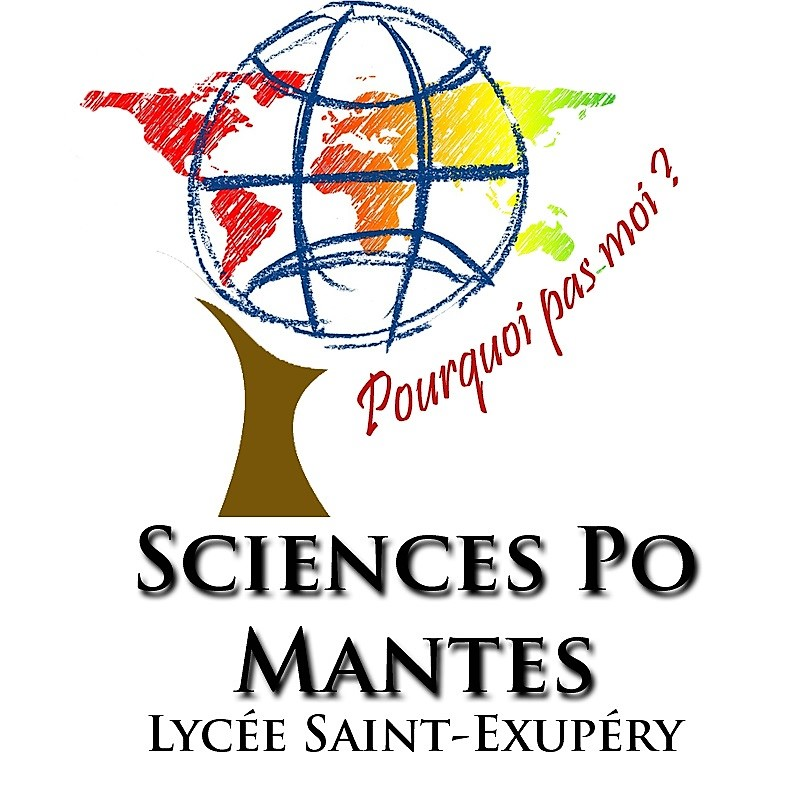 Pourquoi pas moi ?
Sciences Po
Mantes
Lycée Saint-Exupéry